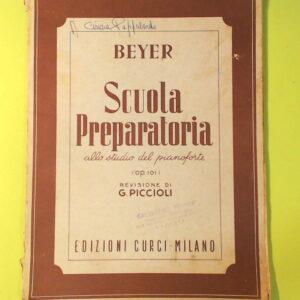 BEYER
Scuola
Preparatoria
allo studio del pianoforte
(op. 101)
REVISIONE DI
G. PICCIOLI
EDIZIONI CURCI - MILANO